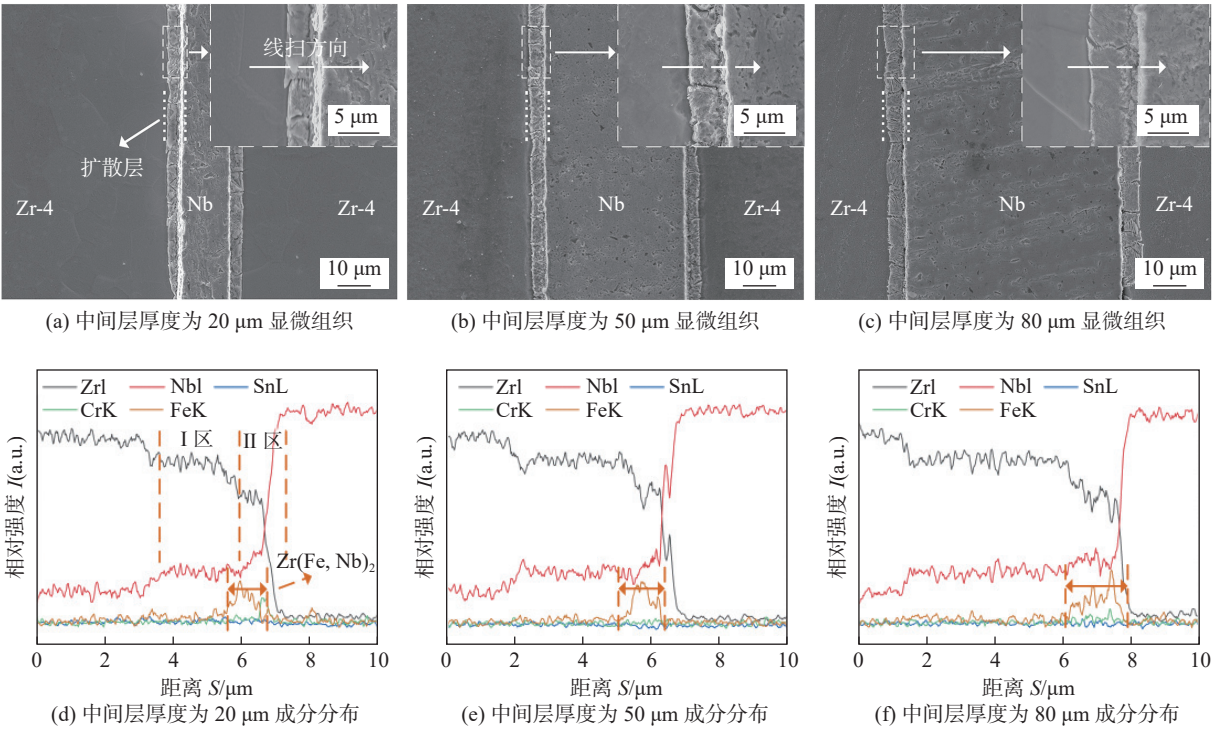 线扫方向
5 μm
扩散层
Zr-4
Nb
Zr-4
10 μm
(a) 中间层厚度为 20 μm 显微组织
5 μm
Nb
Zr-4
10 μm
(b) 中间层厚度为 50 μm 显微组织
5 μm
Zr-4
Nb
Zr-4
10 μm
(c) 中间层厚度为 80 μm 显微组织
Zrl Nbl SnL
CrK FeK
I 区 II 区
Zr(Fe, Nb)₂
相对强度 I(a.u.)
0 2 4 6 8 10
距离 S/μm
(d) 中间层厚度为 20 μm 成分分布
Zrl Nbl SnL
CrK FeK
相对强度 I(a.u.)
0 2 4 6 8 10
距离 S/μm
(e) 中间层厚度为 50 μm 成分分布
Zrl Nbl SnL
CrK FeK
相对强度 I(a.u.)
0 2 4 6 8 10
距离 S/μm
(f) 中间层厚度为 80 μm 成分分布